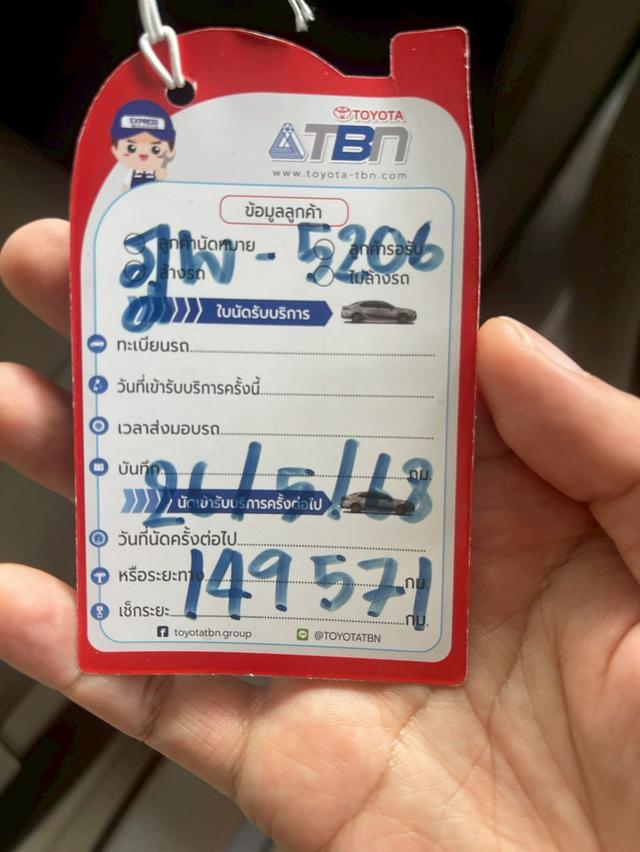 EXPRESS
TOYOTA
TBN
www.toyota-tbn.com
ข้อมูลลูกค้า
ลูกค้านัดหมาย ลูกค้ารอรับ
5206
ล้างรถ ไม่ล้างรถ
ใบนัดรับบริการ
ทะเบียนรถ
วันที่เข้ารับบริการครั้งนี้
เวลาส่งมอบรถ
บันทึก กม.
นัดเข้ารับบริการครั้งต่อไป
วันที่นัดครั้งต่อไป
149571
หรือระยะทาง กม.
เช็กระยะ กม.
toyotatbn.group @TOYOTATBN